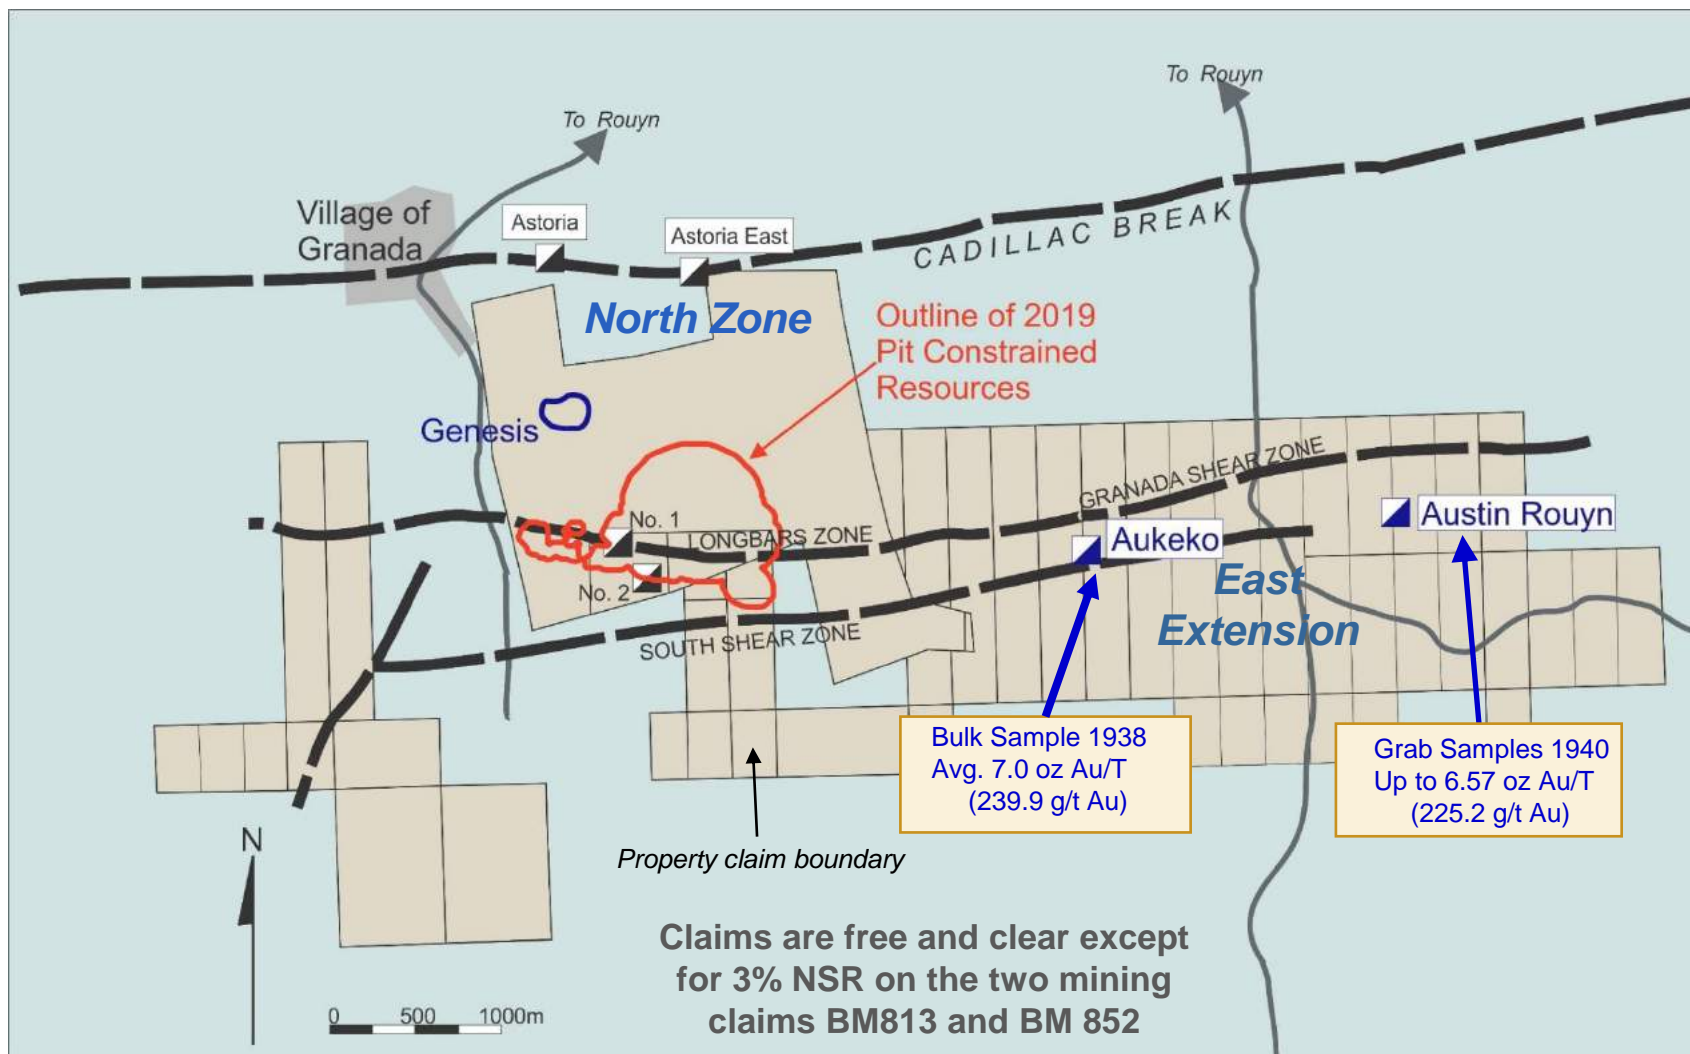 To Rouyn
To Rouyn
Village of
Granada
Astoria
Astoria East
CADILLAC BREAK
North Zone
Outline of 2019
Pit Constrained
Resources
Genesis
No. 1
LONGBARS ZONE
GRANADA SHEAR ZONE
Austin Rouyn
Aukeko
No. 2
East
Extension
SOUTH SHEAR ZONE
Bulk Sample 1938
Avg. 7.0 oz Au/T
(239.9 g/t Au)
Grab Samples 1940
Up to 6.57 oz Au/T
(225.2 g/t Au)
N
Property claim boundary
Claims are free and clear except
for 3% NSR on the two mining
claims BM813 and BM 852
0 500 1000m